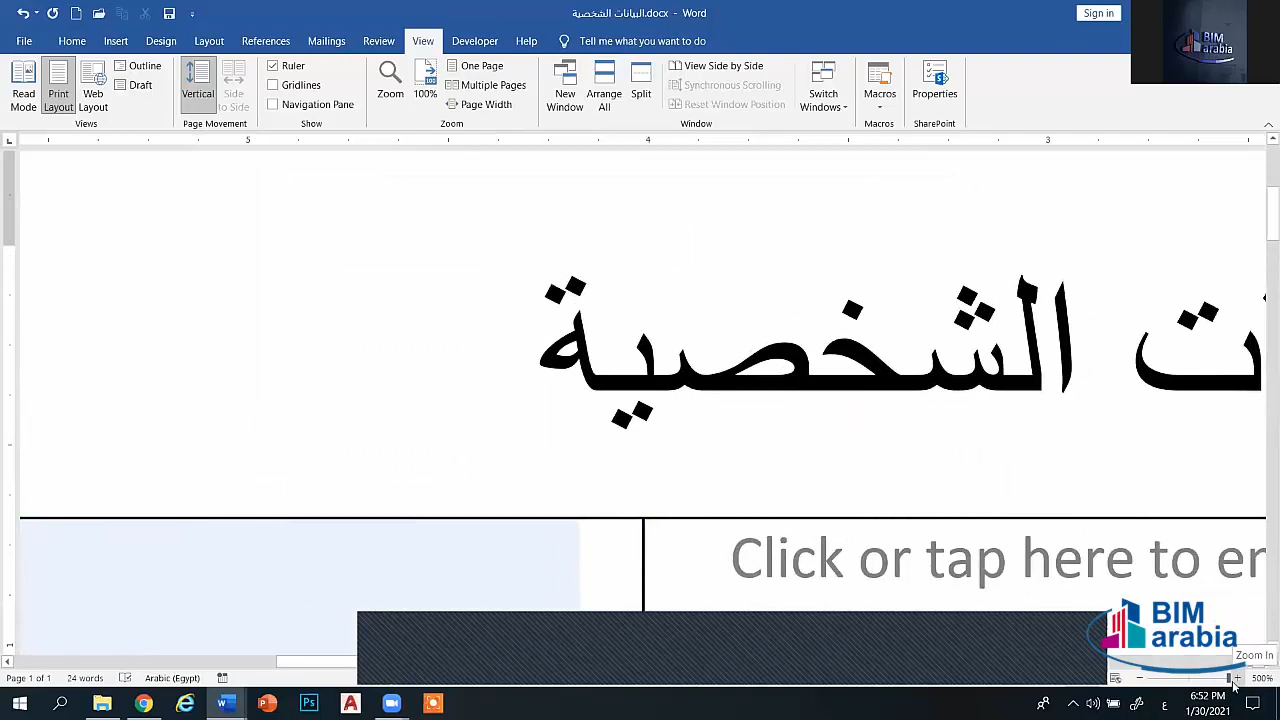 البيانات الشخصية.docx - Word
Sign in
File Home Insert Design Layout References Mailings Review View Developer Help Tell me what you want to do
Read Mode
Print Layout
Web Layout
Outline
Draft
Views
Vertical
Side to Side
Page Movement
Ruler
Gridlines
Navigation Pane
Show
Zoom
100%
One Page
Multiple Pages
Page Width
Zoom
New Window
Arrange All
Split
View Side by Side
Synchronous Scrolling
Reset Window Position
Window
Switch Windows
Macros
Macros
Properties
SharePoint
BIM arabia
5 4 3
ت الشخصية
Click or tap here to en
BIM
arabia
Zoom In
Page 1 of 1 24 words Arabic (Egypt) 500%
Ps A
ع 6:52 PM
1/30/2021